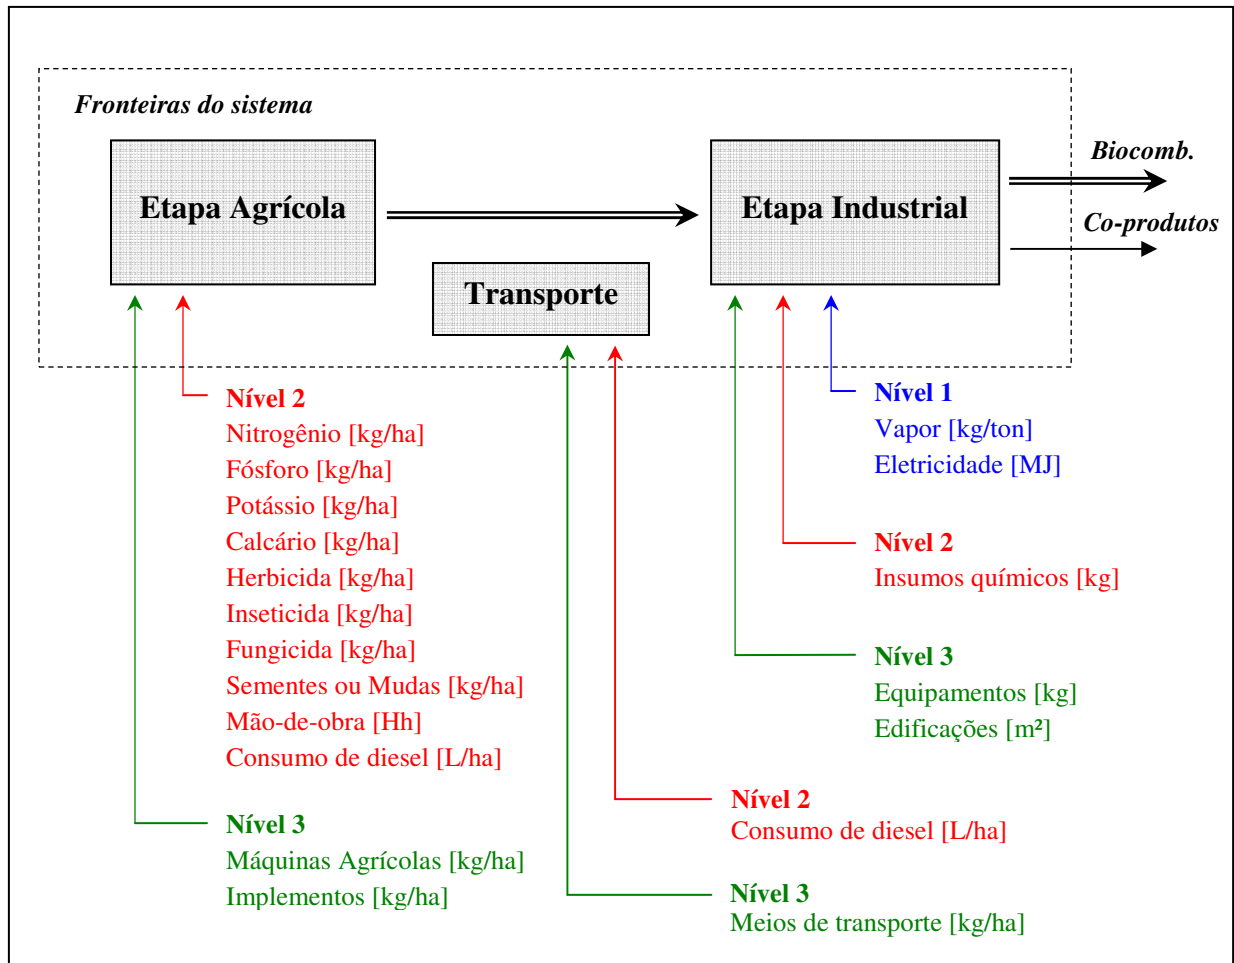 Fronteiras do sistema
Etapa Agrícola
Etapa Industrial
Biocomb.
Co-produtos
Transporte
Nível 2
Nitrogênio [kg/ha]
Fósforo [kg/ha]
Potássio [kg/ha]
Calcário [kg/ha]
Herbicida [kg/ha]
Inseticida [kg/ha]
Fungicida [kg/ha]
Sementes ou Mudas [kg/ha]
Mão-de-obra [Hh]
Consumo de diesel [L/ha]
Nível 3
Máquinas Agrícolas [kg/ha]
Implementos [kg/ha]
Nível 1
Vapor [kg/ton]
Eletricidade [MJ]
Nível 2
Insumos químicos [kg]
Nível 3
Equipamentos [kg]
Edificações [m²]
Nível 2
Consumo de diesel [L/ha]
Nível 3
Meios de transporte [kg/ha]